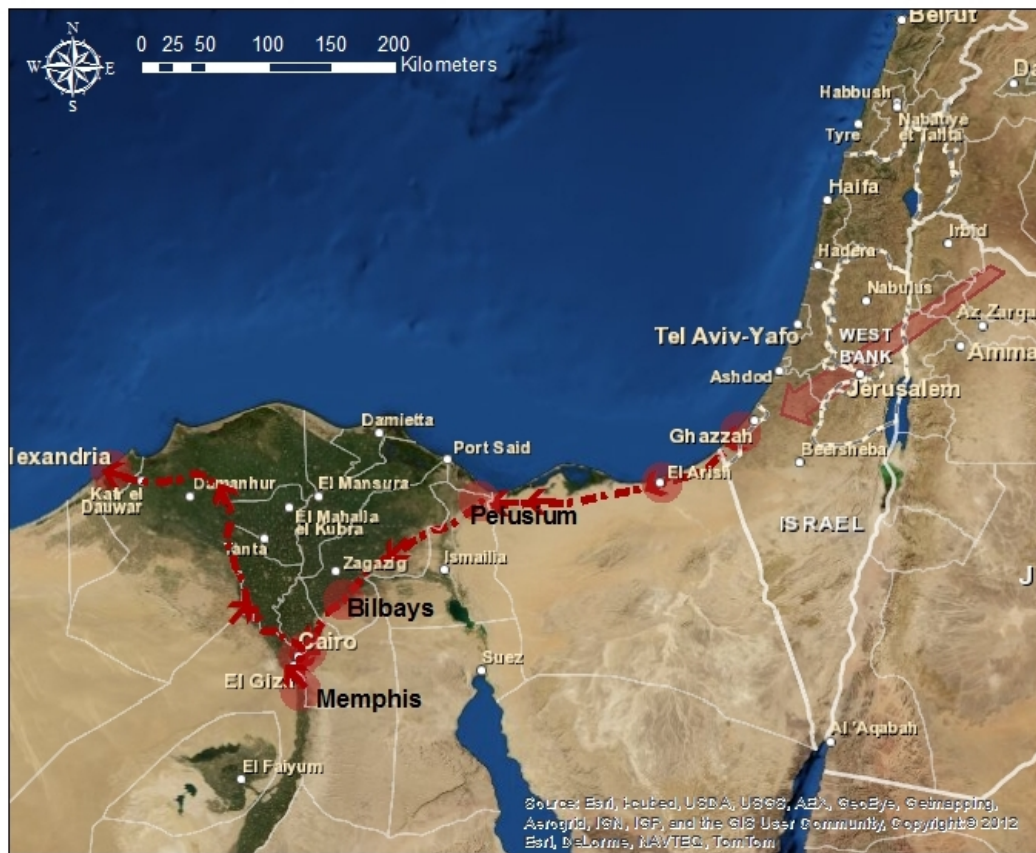 N
W E
S
0 25 50 100 150 200
Kilometers
Beirut
Da
Habbush
Nabatiye
et Tahta
Tyre
Haifa
Irbid
Hadera
Nabulus
Az Zarqa
Tel Aviv-Yafo
WEST
BANK
Amma
Ashdod
Jerusalem
Ghazzah
Damietta
Port Said
Beersheba
lexandria
El Arish
Kafr el
Dauwar
Damanhur
El Mansura
El Mahalla
el Kubra
Pelusium
ISRAEL
Tanta
Zagazig
Ismailia
J
Bilbays
Cairo
Suez
El Giz
Memphis
Al 'Aqabah
El Faiyum
Source: Esri, i-cubed, USDA, USGS, AEX, GeoEye, Getmapping,
Aerogrid, IGN, IGP, and the GIS User Community, Copyright:© 2012
Esri, DeLorme, NAVTEQ, TomTom